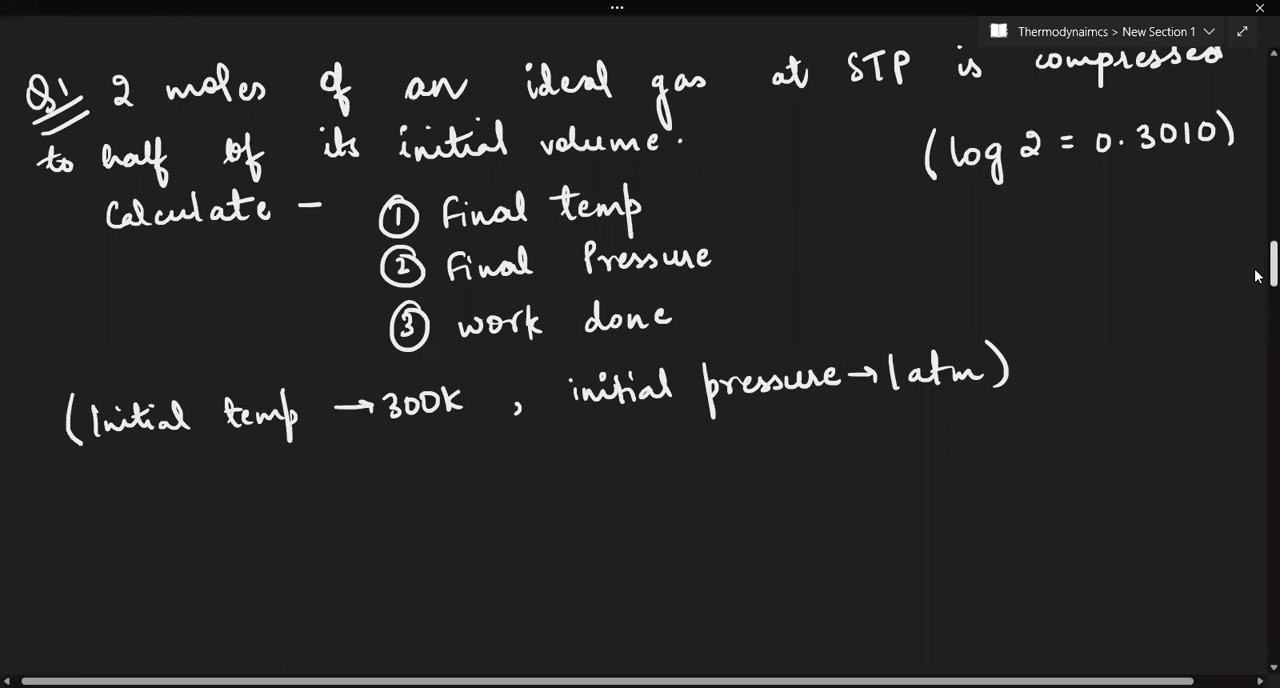 Thermodynaimcs > New Section 1
Q1 2 moles of an ideal gas at STP is compressed
to half of its initial volume.
(log 2 = 0.3010)
Calculate - ① Final temp
② Final Pressure
③ work done
(Initial temp → 300K , initial pressure → 1atm)